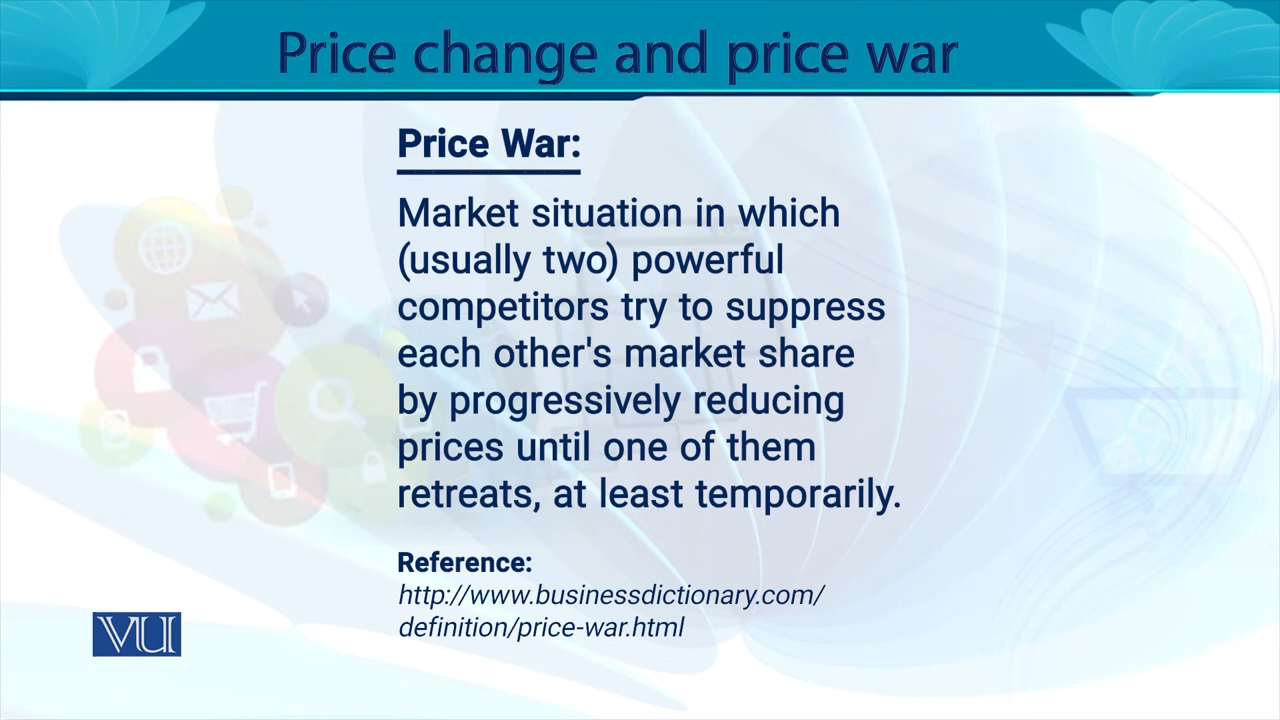 Price change and price war
Price War:
Market situation in which
(usually two) powerful
competitors try to suppress
each other's market share
by progressively reducing
prices until one of them
retreats, at least temporarily.
Reference:
http://www.businessdictionary.com/
definition/price-war.html
VU